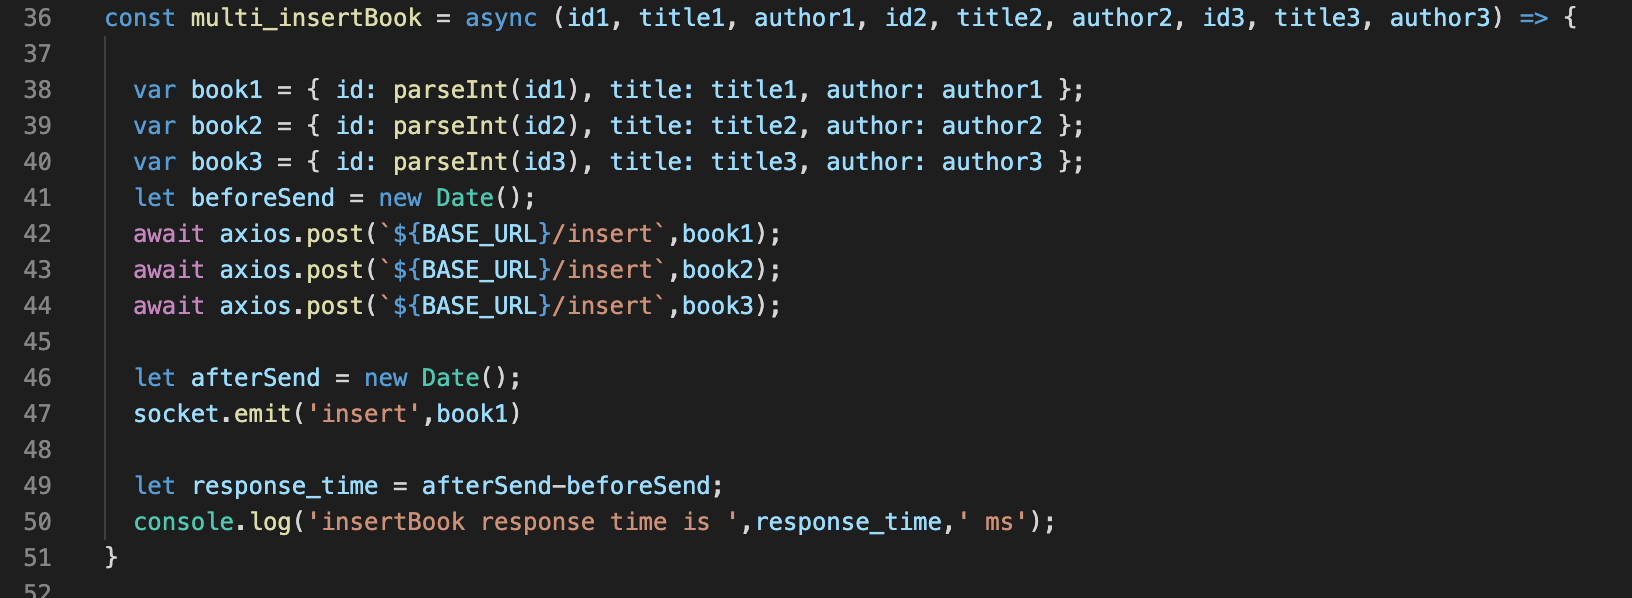 36 const multi_insertBook = async (id1, title1, author1, id2, title2, author2, id3, title3, author3) => {
37
38 var book1 = { id: parseInt(id1), title: title1, author: author1 };
39 var book2 = { id: parseInt(id2), title: title2, author: author2 };
40 var book3 = { id: parseInt(id3), title: title3, author: author3 };
41 let beforeSend = new Date();
42 await axios.post(`${BASE_URL}/insert`,book1);
43 await axios.post(`${BASE_URL}/insert`,book2);
44 await axios.post(`${BASE_URL}/insert`,book3);
45
46 let afterSend = new Date();
47 socket.emit('insert',book1)
48
49 let response_time = afterSend-beforeSend;
50 console.log('insertBook response time is ',response_time,' ms');
51 }
52